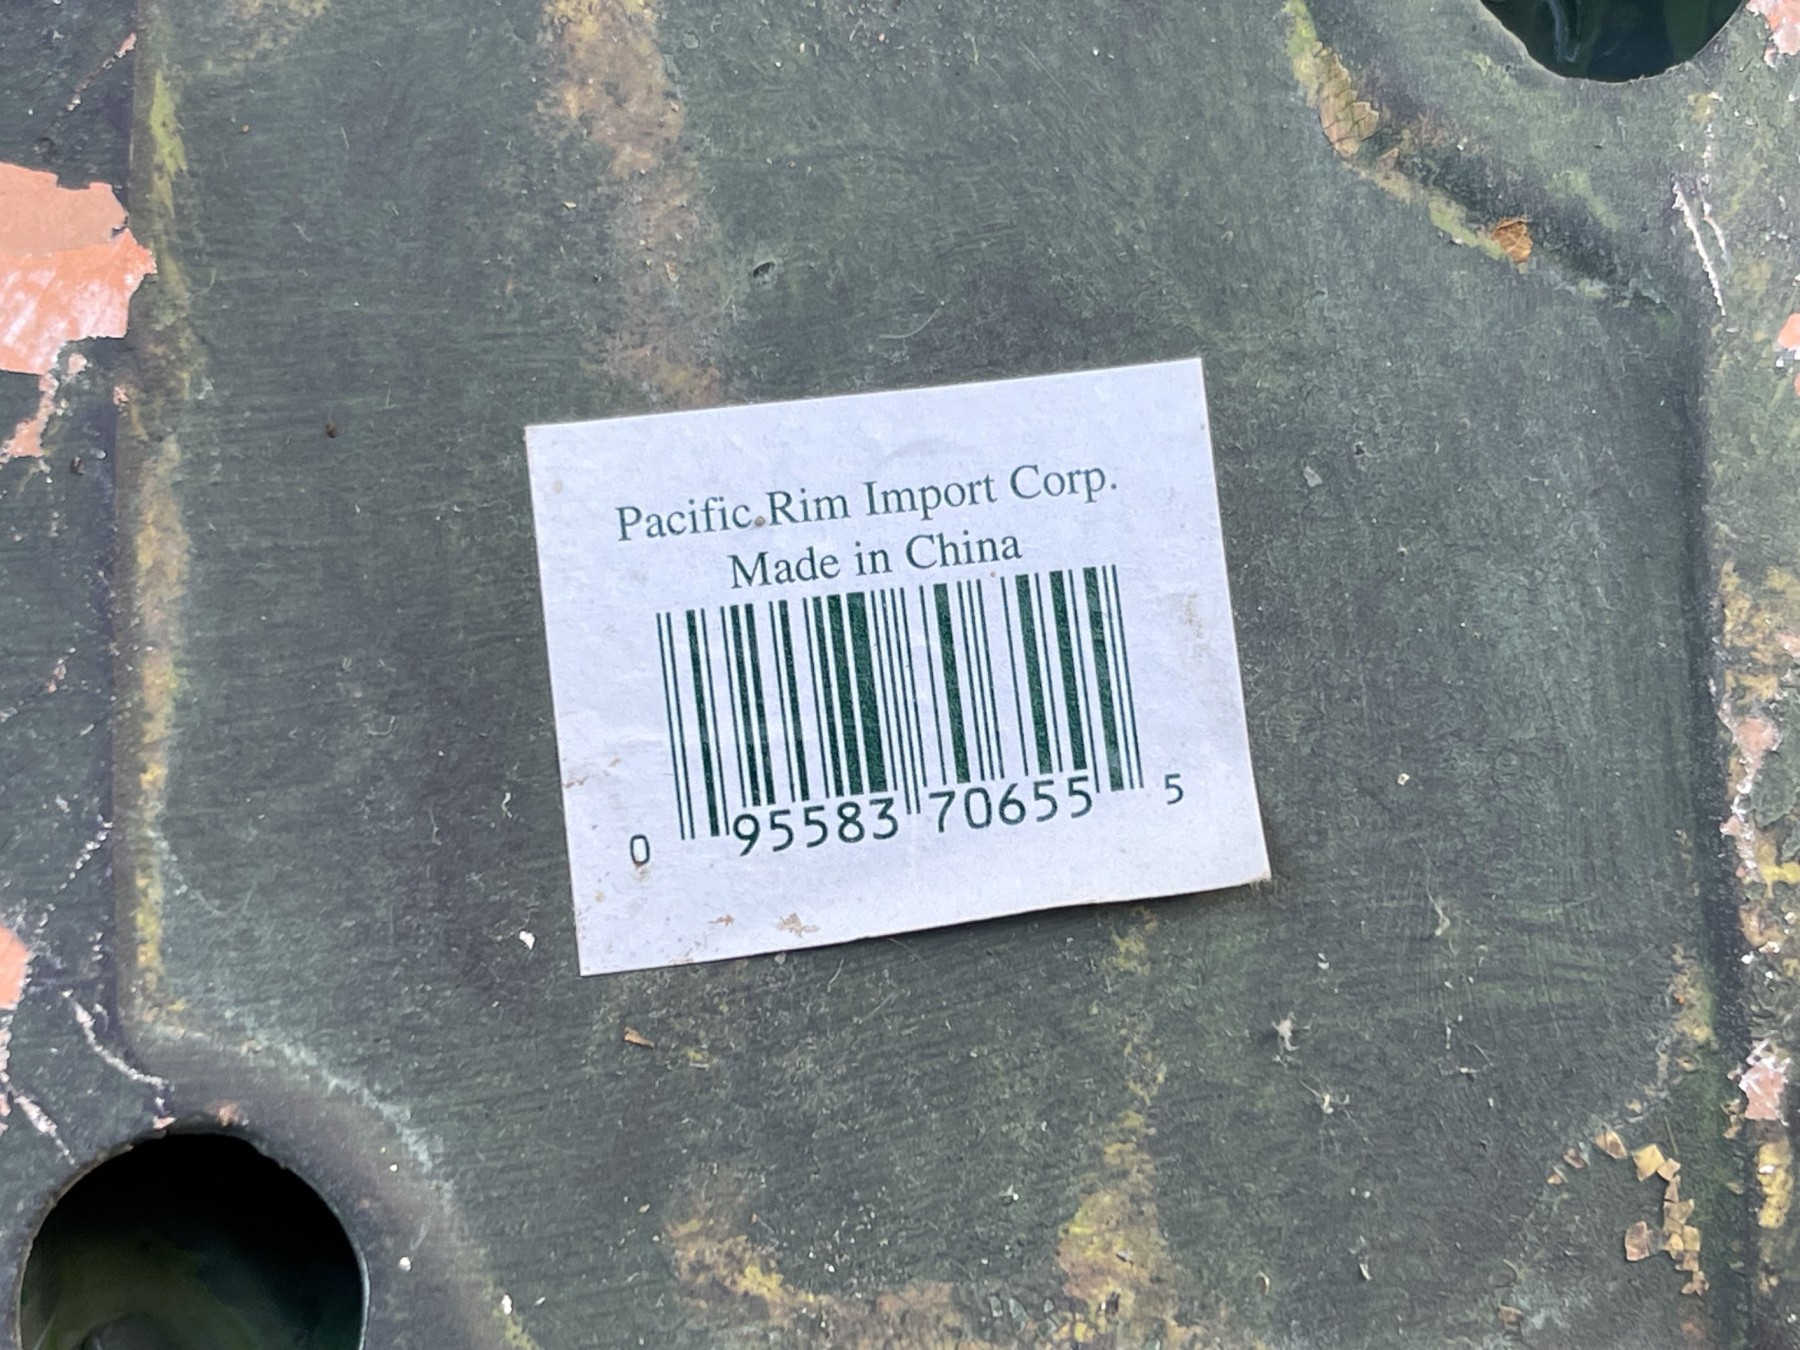 Pacific Rim Import Corp.
Made in China
0 95583 70655 5